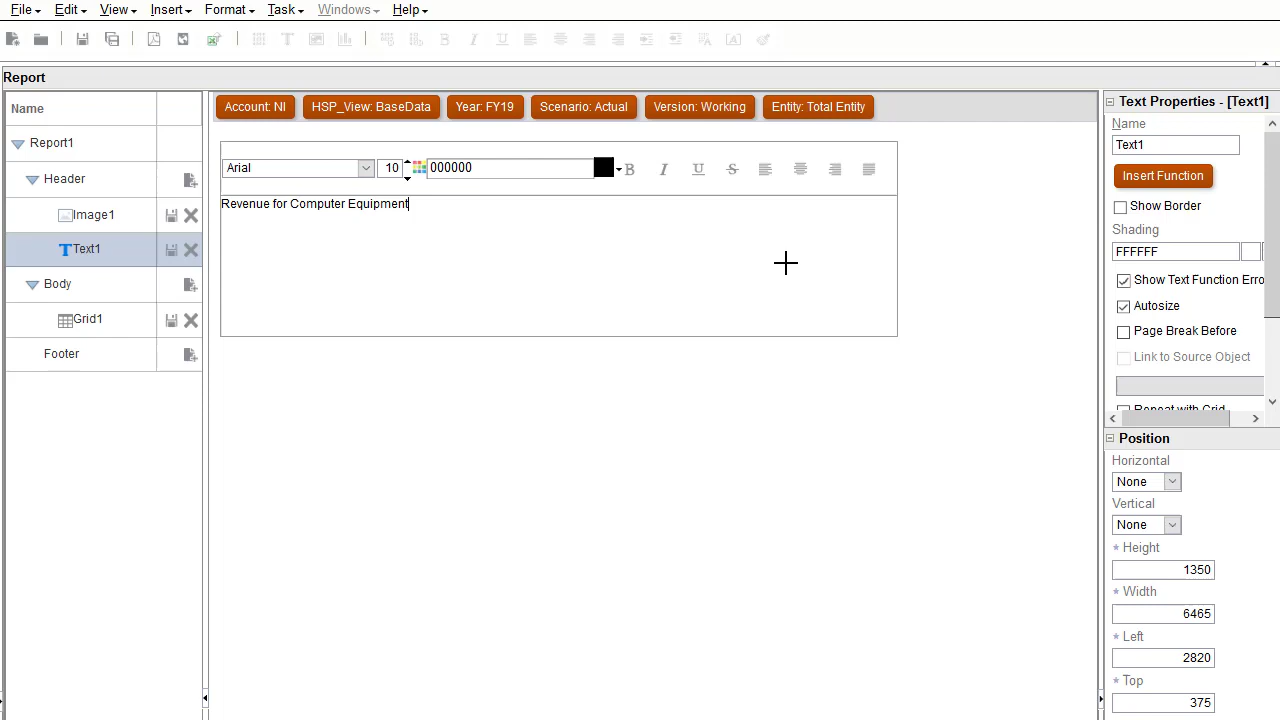 File Edit View Insert Format Task Windows Help
Report
Name
Report1
Header
Image1
Text1
Body
Grid1
Footer
Account: NI HSP_View: BaseData Year: FY19 Scenario: Actual Version: Working Entity: Total Entity
Arial 10 000000 B I U S
Revenue for Computer Equipment
Text Properties - [Text1]
Name
Text1
Insert Function
Show Border
Shading
FFFFFF
Show Text Function Erro
Autosize
Page Break Before
Link to Source Object
Repeat with Grid
Position
Horizontal
None
Vertical
None
* Height
1350
* Width
6465
* Left
2820
* Top
375